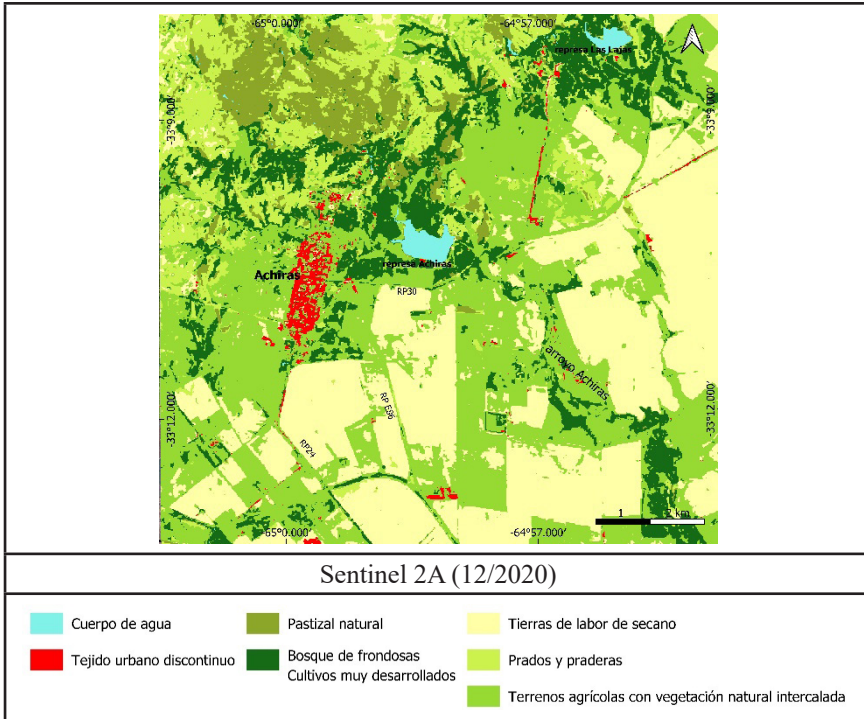 -65°0.000'
-64°57.000'
represa Las Lajas
-33°9.000'
-33°9.000'
Achiras
represa Achiras
RP30
arroyo Achiras
RP E96
RP24
-33°12.000'
-33°12.000'
1
2 km
-65°0.000'
-64°57.000'
Sentinel 2A (12/2020)
Cuerpo de agua
Pastizal natural
Tierras de labor de secano
Tejido urbano discontinuo
Bosque de frondosas
Cultivos muy desarrollados
Prados y praderas
Terrenos agrícolas con vegetación natural intercalada